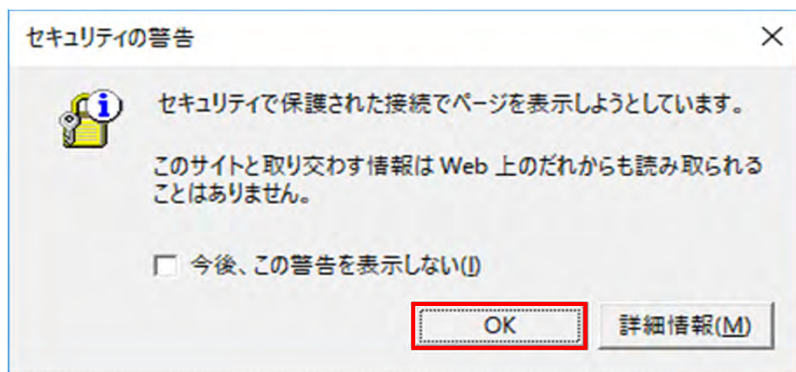 セキュリティの警告
セキュリティで保護された接続でページを表示しようとしています。
このサイトと取り交わす情報は Web 上のだれからも読み取られる
ことはありません。
今後、この警告を表示しない(I)
OK 詳細情報(M)